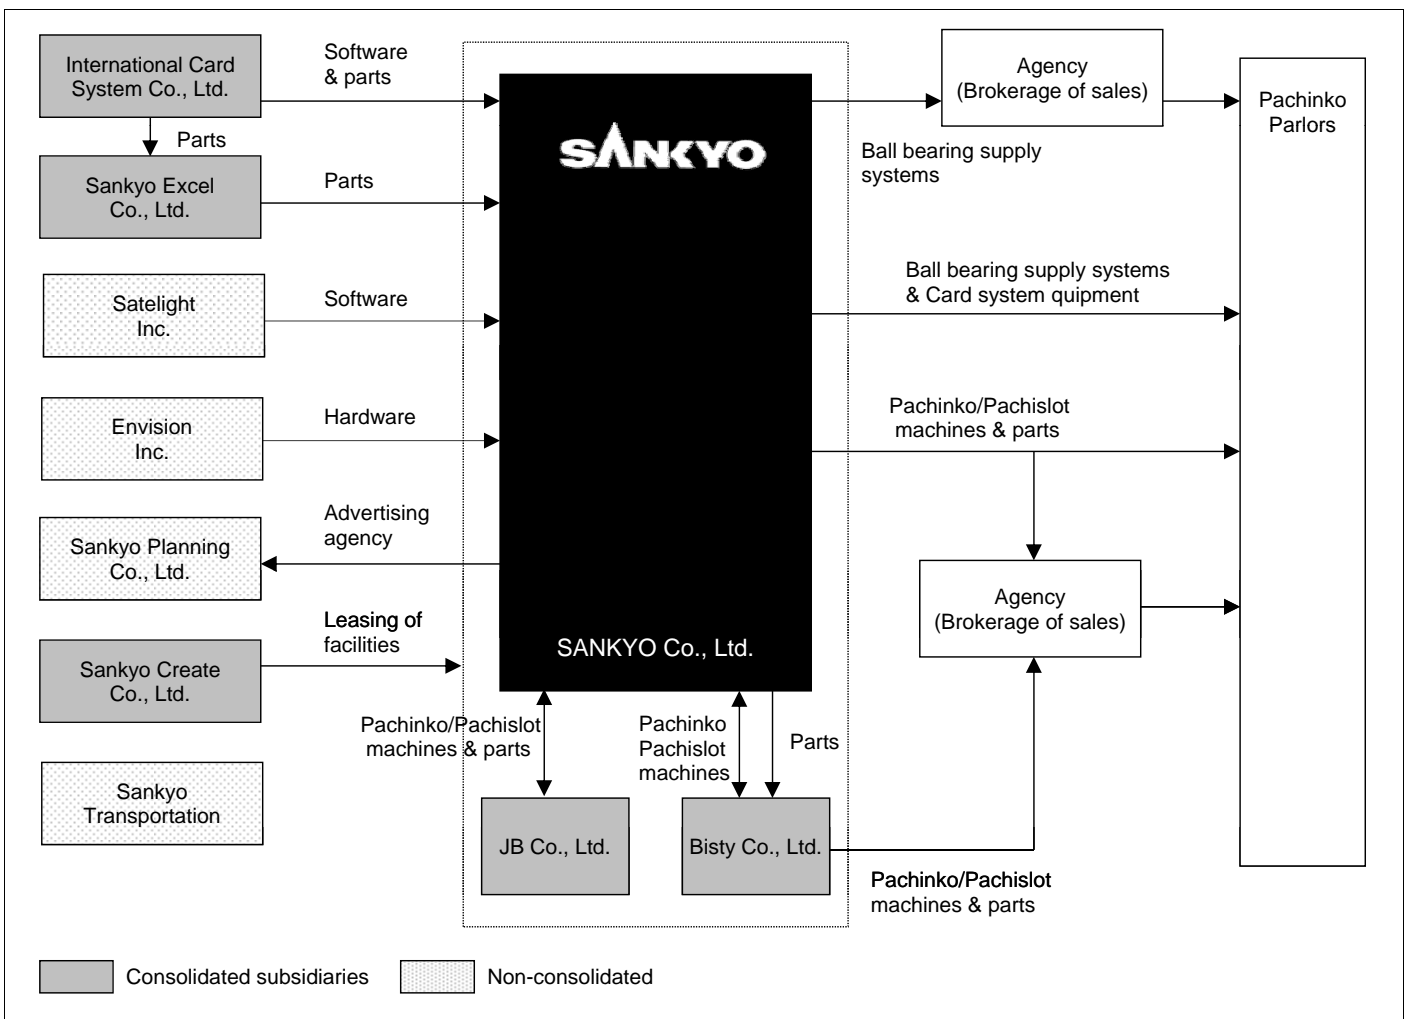 International Card
System Co., Ltd.
Software
& parts
Parts
Sankyo Excel
Co., Ltd.
Parts
Satelight
Inc.
Software
Envision
Inc.
Hardware
Sankyo Planning
Co., Ltd.
Advertising
agency
Sankyo Create
Co., Ltd.
Leasing of
facilities
Sankyo
Transportation
SANKYO
SANKYO Co., Ltd.
Pachinko/Pachislot
machines & parts
Pachinko
Pachislot
machines
Parts
JB Co., Ltd.
Bisty Co., Ltd.
Agency
(Brokerage of sales)
Ball bearing supply
systems
Ball bearing supply systems
& Card system quipment
Pachinko/Pachislot
machines & parts
Agency
(Brokerage of sales)
Pachinko/Pachislot
machines & parts
Pachinko
Parlors
Consolidated subsidiaries
Non-consolidated